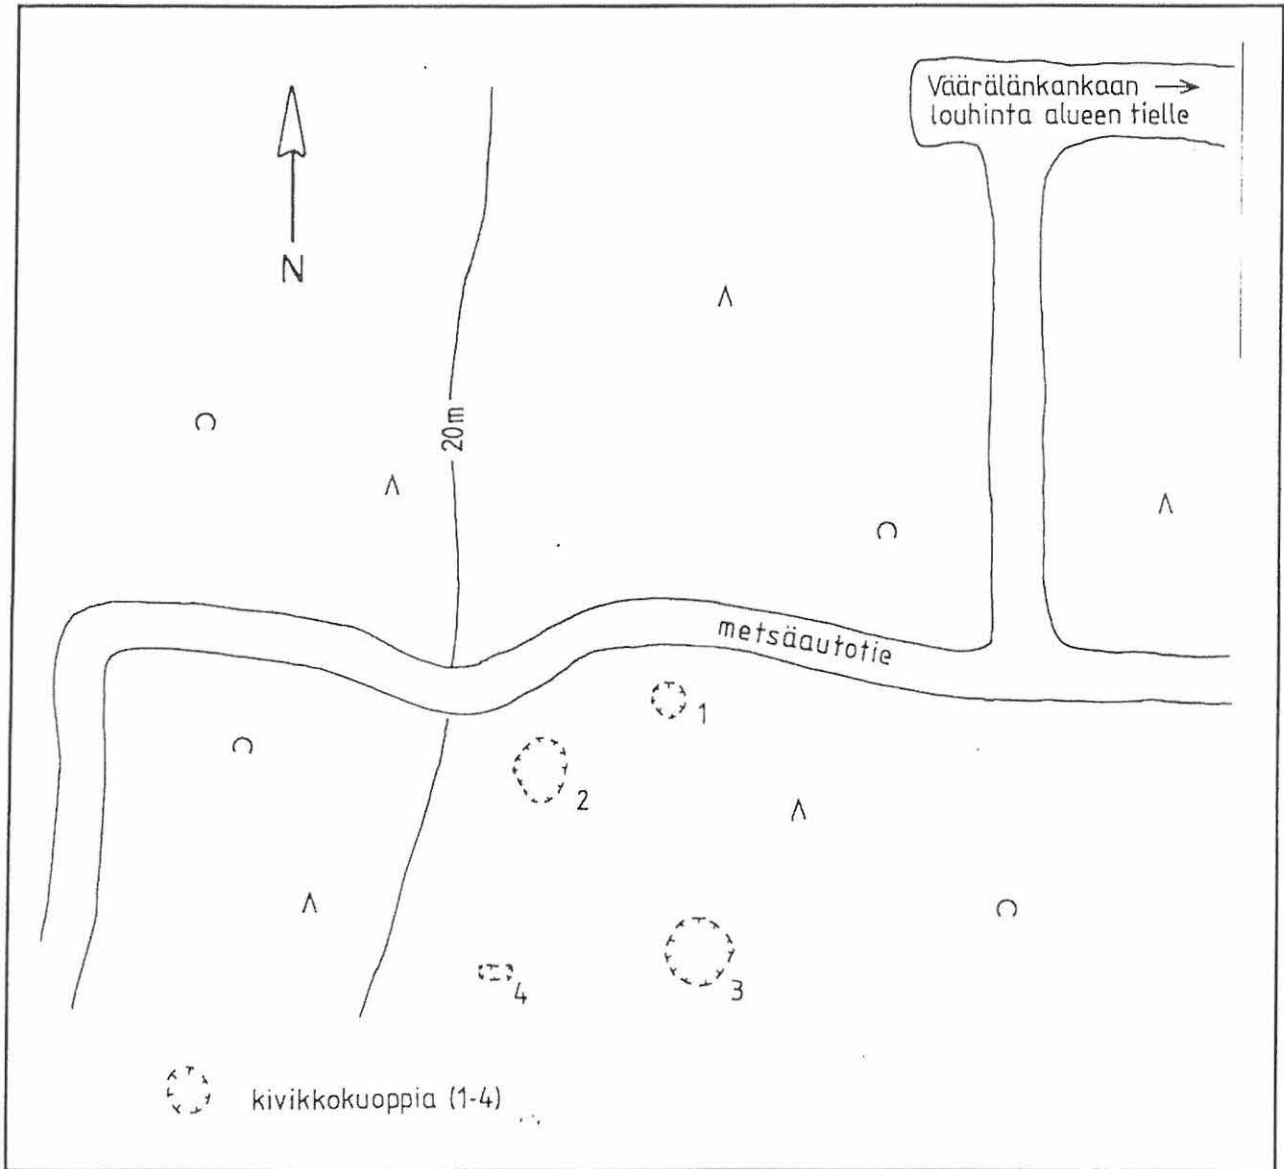 Väärälänkankaan →
louhinta alueen tielle
N
20m
metsäautotie
1
2
3
4
kivikkokuoppia (1-4)